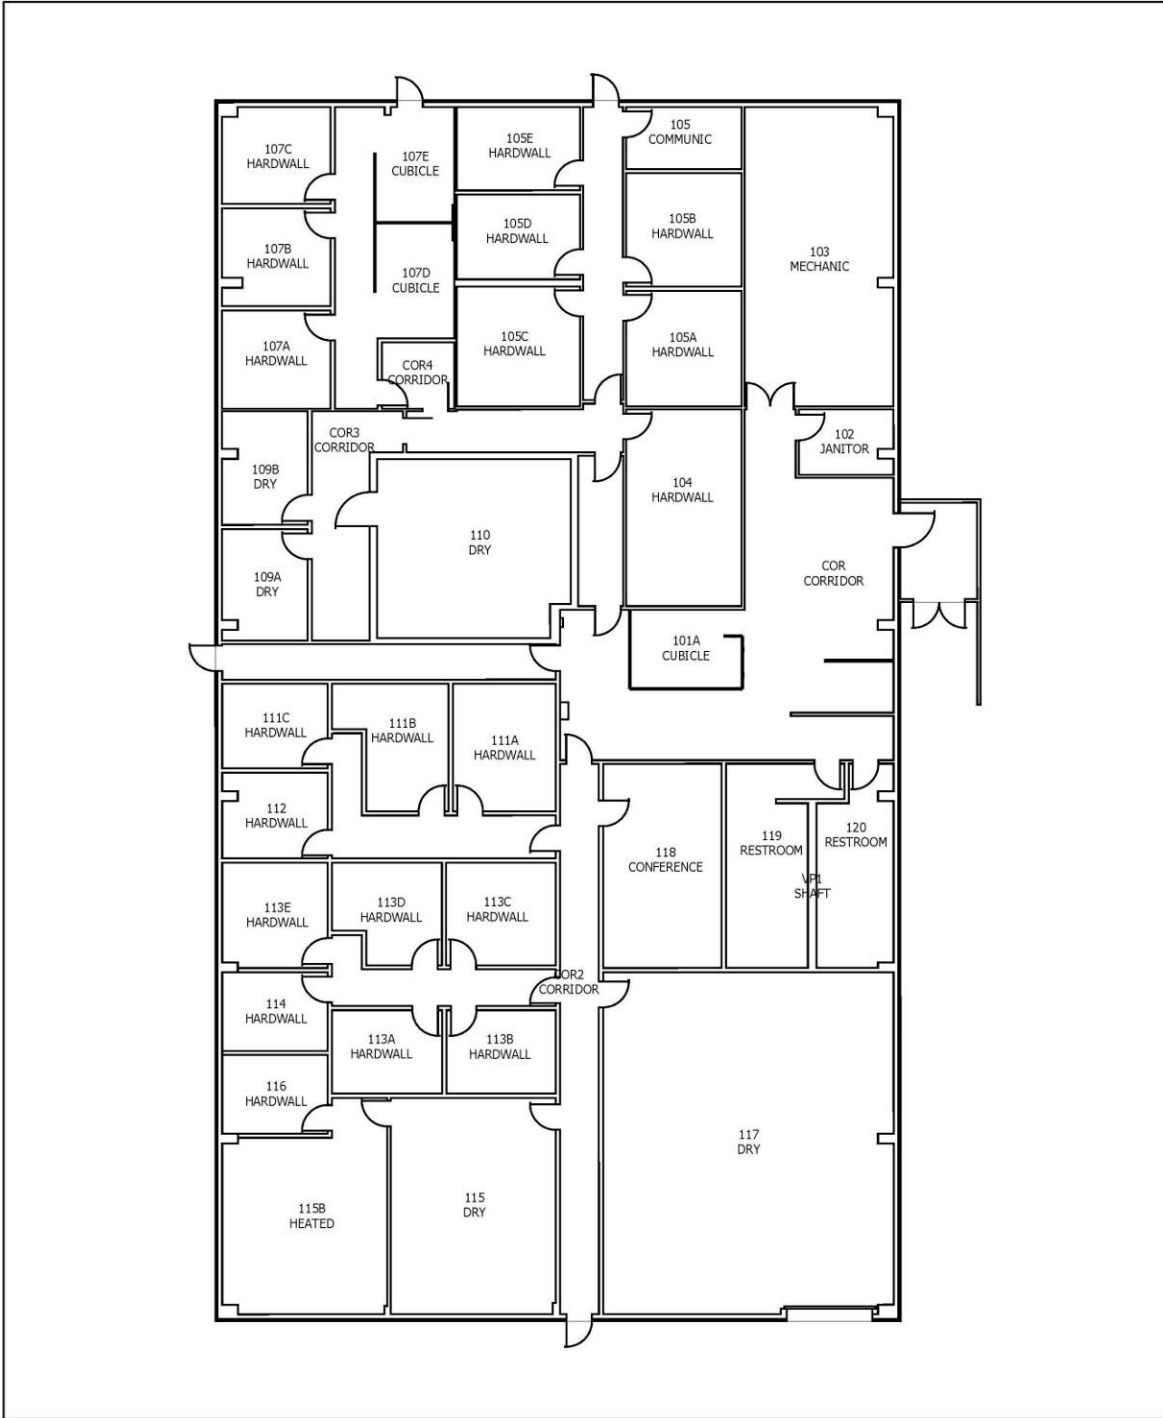 107C
HARDWALL
107E
CUBICLE
105E
HARDWALL
105
COMMUNIC
107B
HARDWALL
107D
CUBICLE
105D
HARDWALL
105B
HARDWALL
103
MECHANIC
107A
HARDWALL
COR4
CORRIDOR
105C
HARDWALL
105A
HARDWALL
COR3
CORRIDOR
102
JANITOR
109B
DRY
104
HARDWALL
110
DRY
109A
DRY
COR
CORRIDOR
101A
CUBICLE
111C
HARDWALL
111B
HARDWALL
111A
HARDWALL
112
HARDWALL
118
CONFERENCE
119
RESTROOM
120
RESTROOM
VP1
SHAFT
113E
HARDWALL
113D
HARDWALL
113C
HARDWALL
COR2
CORRIDOR
114
HARDWALL
113A
HARDWALL
113B
HARDWALL
116
HARDWALL
117
DRY
115B
HEATED
115
DRY